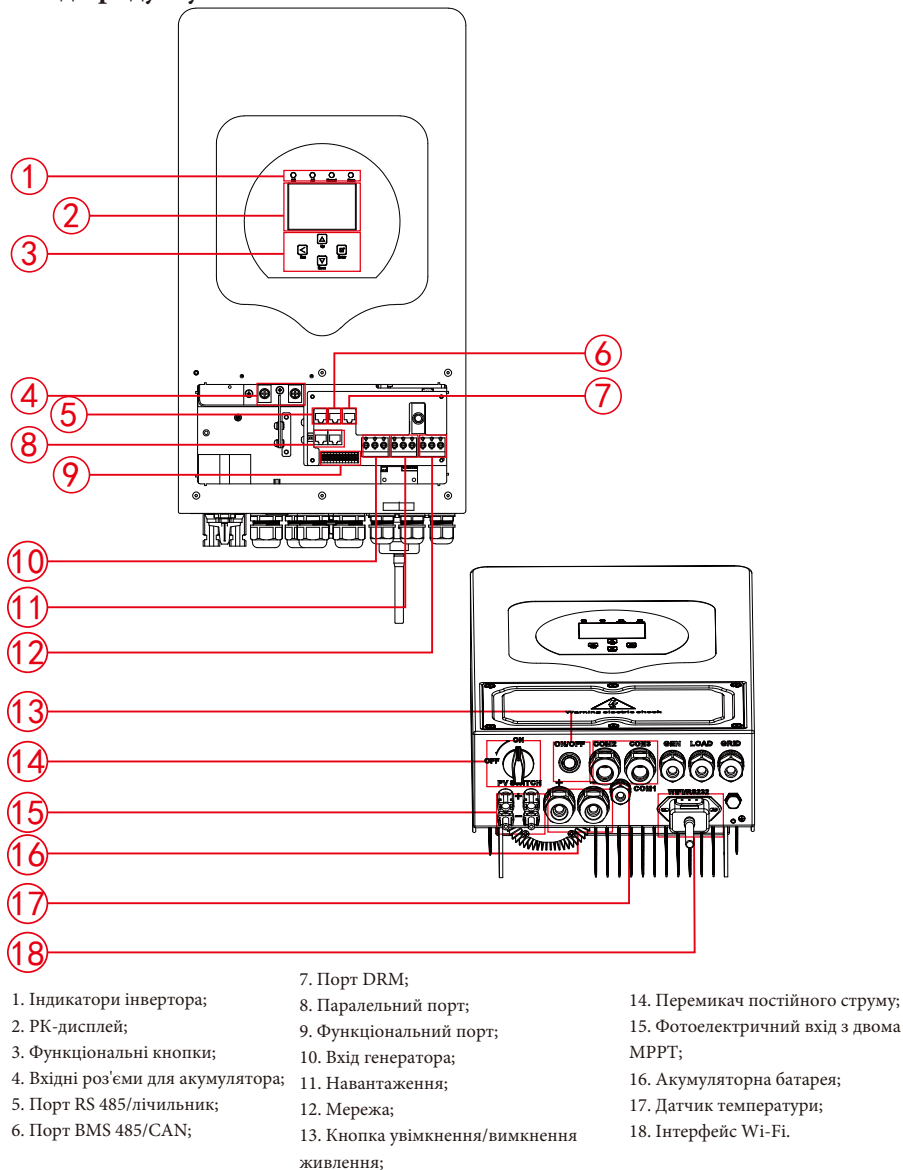 1
2
3
4
5
6
7
8
9
10
11
12
13
14
15
16
17
18
Warning electric chock
ON
OFF
PV SWITCH
ON/OFF
COM2
COM3
GEN
LOAD
GRID
COM1
WIFI/RS232
+
+
-
1. Індикатори інвертора;
2. РК-дисплей;
3. Функціональні кнопки;
4. Вхідні роз'єми для акумулятора;
5. Порт RS 485/лічильник;
6. Порт BMS 485/CAN;
7. Порт DRM;
8. Паралельний порт;
9. Функціональний порт;
10. Вхід генератора;
11. Навантаження;
12. Мережа;
13. Кнопка увімкнення/вимкнення
живлення;
14. Перемикач постійного струму;
15. Фотоелектричний вхід з двома
MPPT;
16. Акумуляторна батарея;
17. Датчик температури;
18. Інтерфейс Wi-Fi.